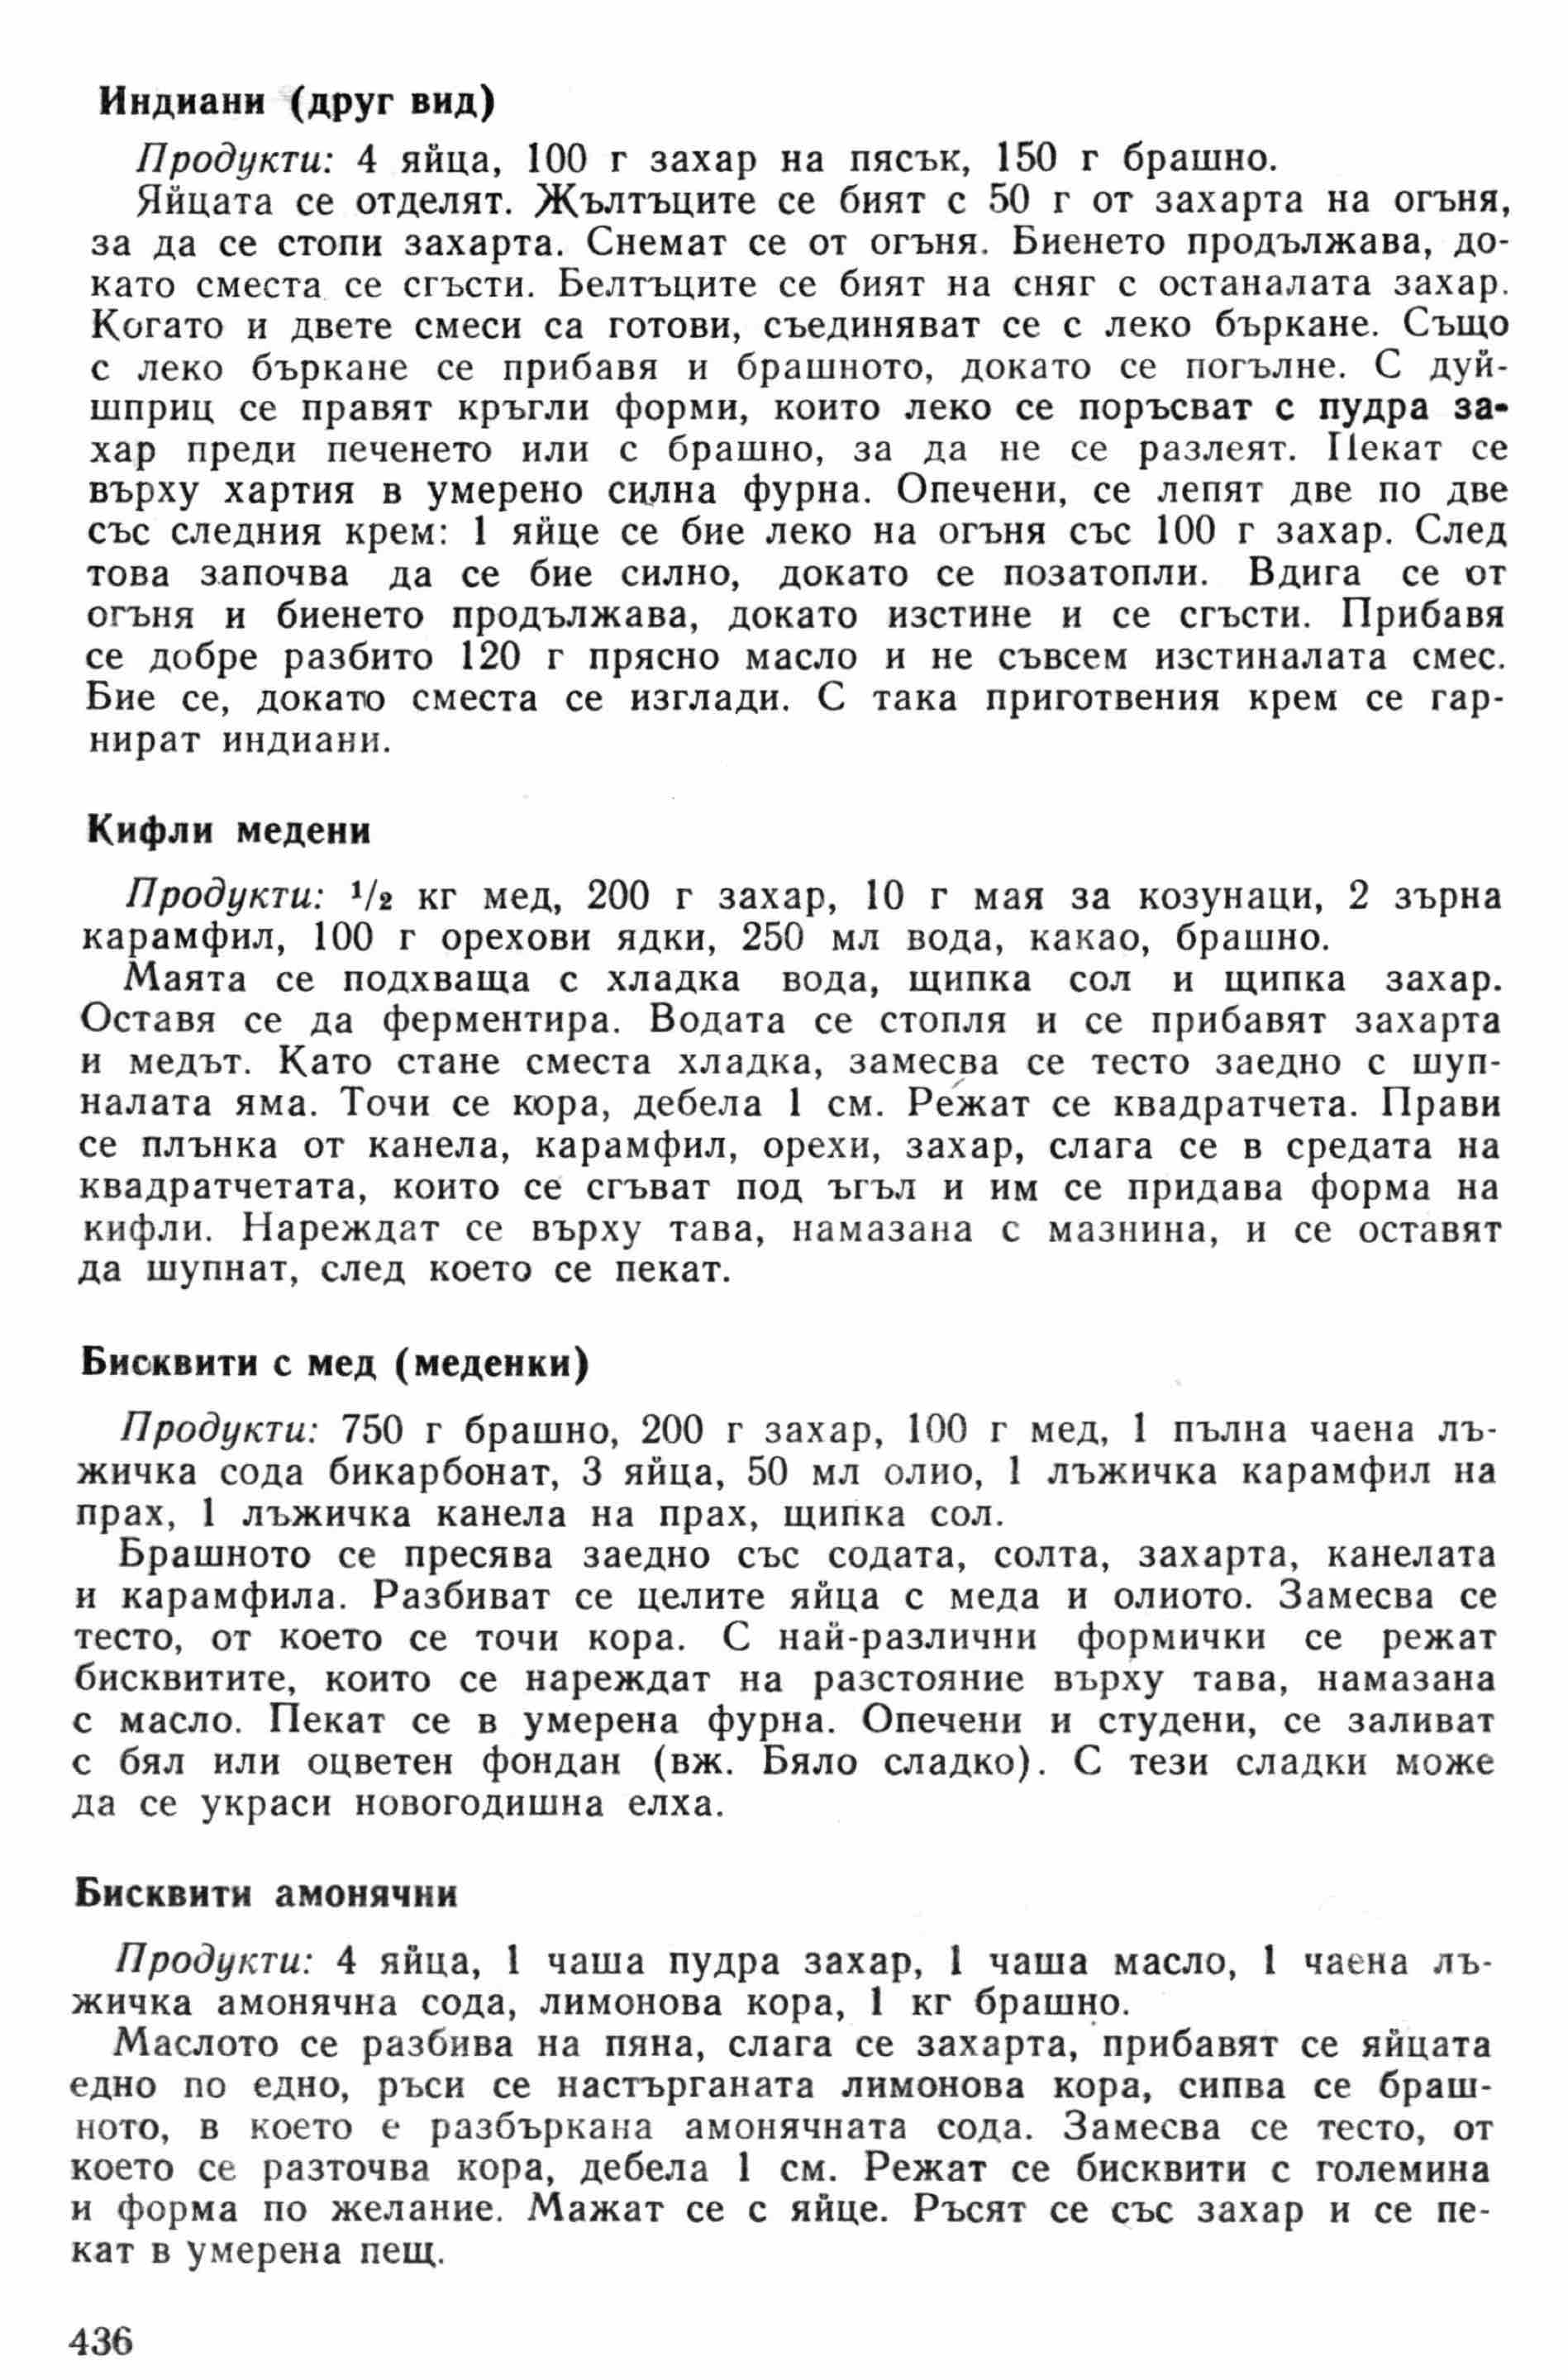 Индиани (друг вид)
Продукти: 4 яйца, 100 г захар на пясък, 150 г брашно.
Яйцата се отделят. Жълтъците се бият с 50 г от захарта на огъня,
за да се стопи захарта. Снемат се от огъня. Биенето продължава, до-
като сместа се сгъсти. Белтъците се бият на сняг с останалата захар.
Когато и двете смеси са готови, съединяват се с леко бъркане. Също
с леко бъркане се прибавя и брашното, докато се погълне. С дуй-
шприц се правят кръгли форми, които леко се поръсват с пудра за-
хар преди печенето или с брашно, за да не се разлеят. Пекат се
върху хартия в умерено силна фурна. Опечени, се лепят две по две
със следния крем: 1 яйце се бие леко на огъня със 100 г захар. След
това започва да се бие силно, докато се позатопли. Вдига се от
огъня и биенето продължава, докато изстине и се сгъсти. Прибавя
се добре разбито 120 г прясно масло и не съвсем изстиналата смес.
Бие се, докато сместа се изглади. С така приготвения крем се гар-
нират индиани.
Кифли медени
Продукти: 1/2 кг мед, 200 г захар, 10 г мая за козунаци, 2 зърна
карамфил, 100 г орехови ядки, 250 мл вода, какао, брашно.
Маята се подхваща с хладка вода, щипка сол и щипка захар.
Оставя се да ферментира. Водата се стопля и се прибавят захарта
и медът. Като стане сместа хладка, замесва се тесто заедно с шуп-
налата яма. Точи се кора, дебела 1 см. Режат се квадратчета. Прави
се плънка от канела, карамфил, орехи, захар, слага се в средата на
квадратчетата, които се сгъват под ъгъл и им се придава форма на
кифли. Нареждат се върху тава, намазана с мазнина, и се оставят
да шупнат, след което се пекат.
Бисквити с мед (меденки)
Продукти: 750 г брашно, 200 г захар, 100 г мед, 1 пълна чаена лъ-
жичка сода бикарбонат, 3 яйца, 50 мл олио, 1 лъжичка карамфил на
прах, 1 лъжичка канела на прах, щипка сол.
Брашното се пресява заедно със содата, солта, захарта, канелата
и карамфила. Разбиват се целите яйца с меда и олиото. Замесва се
тесто, от което се точи кора. С най-различни формички се режат
бисквитите, които се нареждат на разстояние върху тава, намазана
с масло. Пекат се в умерена фурна. Опечени и студени, се заливат
с бял или оцветен фондан (вж. Бяло сладко). С тези сладки може
да се украси новогодишна елха.
Бисквити амонячни
Продукти: 4 яйца, 1 чаша пудра захар, 1 чаша масло, 1 чаена лъ-
жичка амонячна сода, лимонова кора, 1 кг брашно.
Маслото се разбива на пяна, слага се захарта, прибавят се яйцата
едно по едно, ръси се настърганата лимонова кора, сипва се браш-
ното, в което е разбъркана амонячната сода. Замесва се тесто, от
което се разточва кора, дебела 1 см. Режат се бисквити с големина
и форма по желание. Мажат се с яйце. Ръсят се със захар и се пе-
кат в умерена пещ.
436